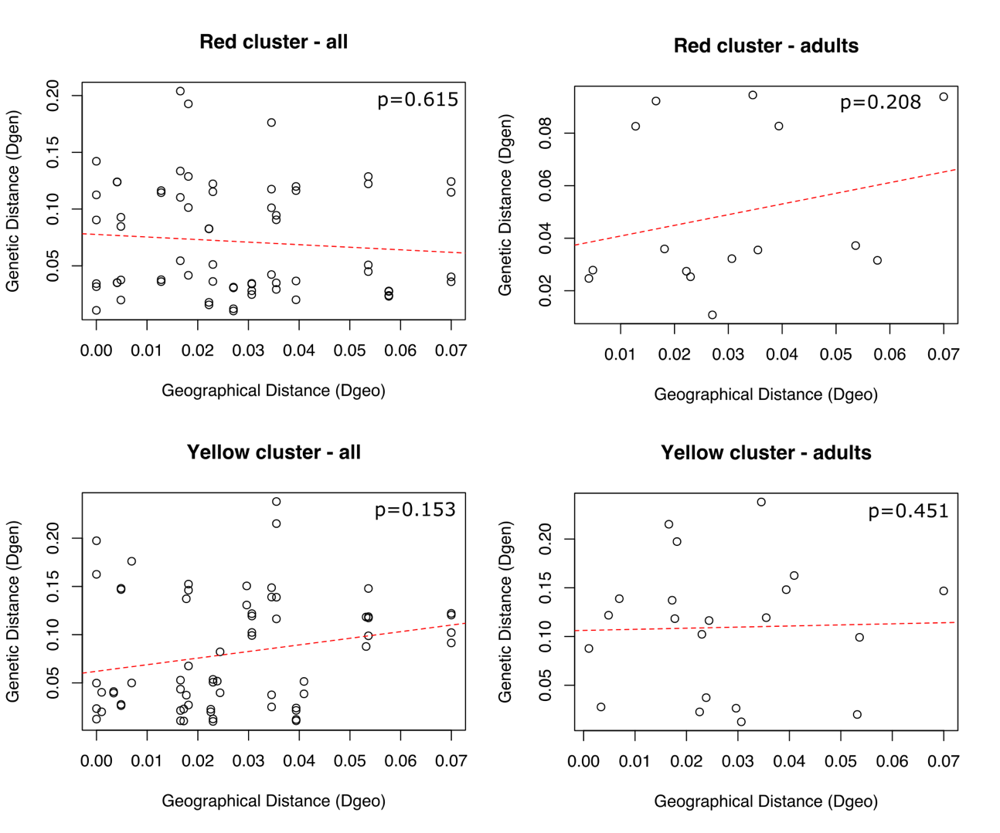 Red cluster - all
p=0.615
Genetic Distance (Dgen)
0.20
0.15
0.10
0.05
0.00 0.01 0.02 0.03 0.04 0.05 0.06 0.07
Geographical Distance (Dgeo)
Red cluster - adults
p=0.208
Genetic Distance (Dgen)
0.08
0.06
0.04
0.02
0.01 0.02 0.03 0.04 0.05 0.06 0.07
Geographical Distance (Dgeo)
Yellow cluster - all
p=0.153
Genetic Distance (Dgen)
0.20
0.15
0.10
0.05
0.00 0.01 0.02 0.03 0.04 0.05 0.06 0.07
Geographical Distance (Dgeo)
Yellow cluster - adults
p=0.451
Genetic Distance (Dgen)
0.20
0.15
0.10
0.05
0.00 0.01 0.02 0.03 0.04 0.05 0.06 0.07
Geographical Distance (Dgeo)